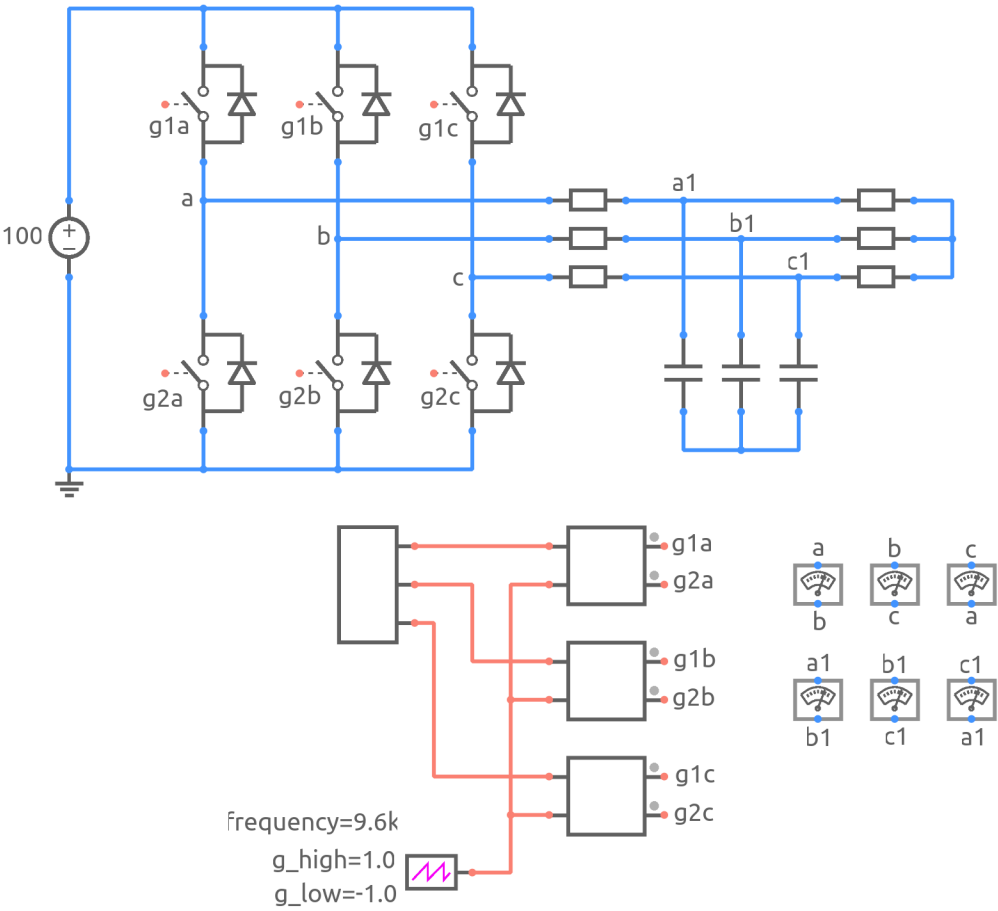 g1a
g1b
g1c
a
a1
100
b
b1
c
c1
g2a
g2b
g2c
g1a
g2a
a
b
c
b
c
a
g1b
g2b
a1
b1
c1
b1
c1
a1
g1c
g2c
frequency=9.6k
g_high=1.0
g_low=-1.0